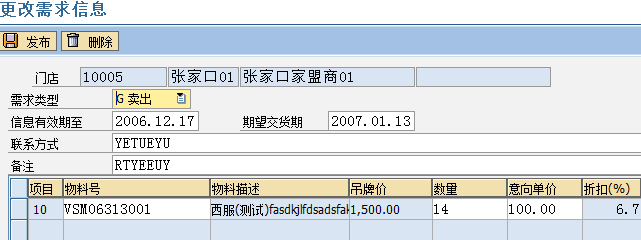 更改需求信息
发布 删除
门店 10005 张家口01 张家口家盟商01
需求类型 G 卖出
信息有效期至 2006.12.17 期望交货期 2007.01.13
联系方式 YETUEYU
备注 RTYEEUY
项目 物料号 物料描述 吊牌价 数量 意向单价 折扣(%)
10 VSM06313001 西服(测试)fasdkjlfdsadsfak 1,500.00 14 100.00 6.7